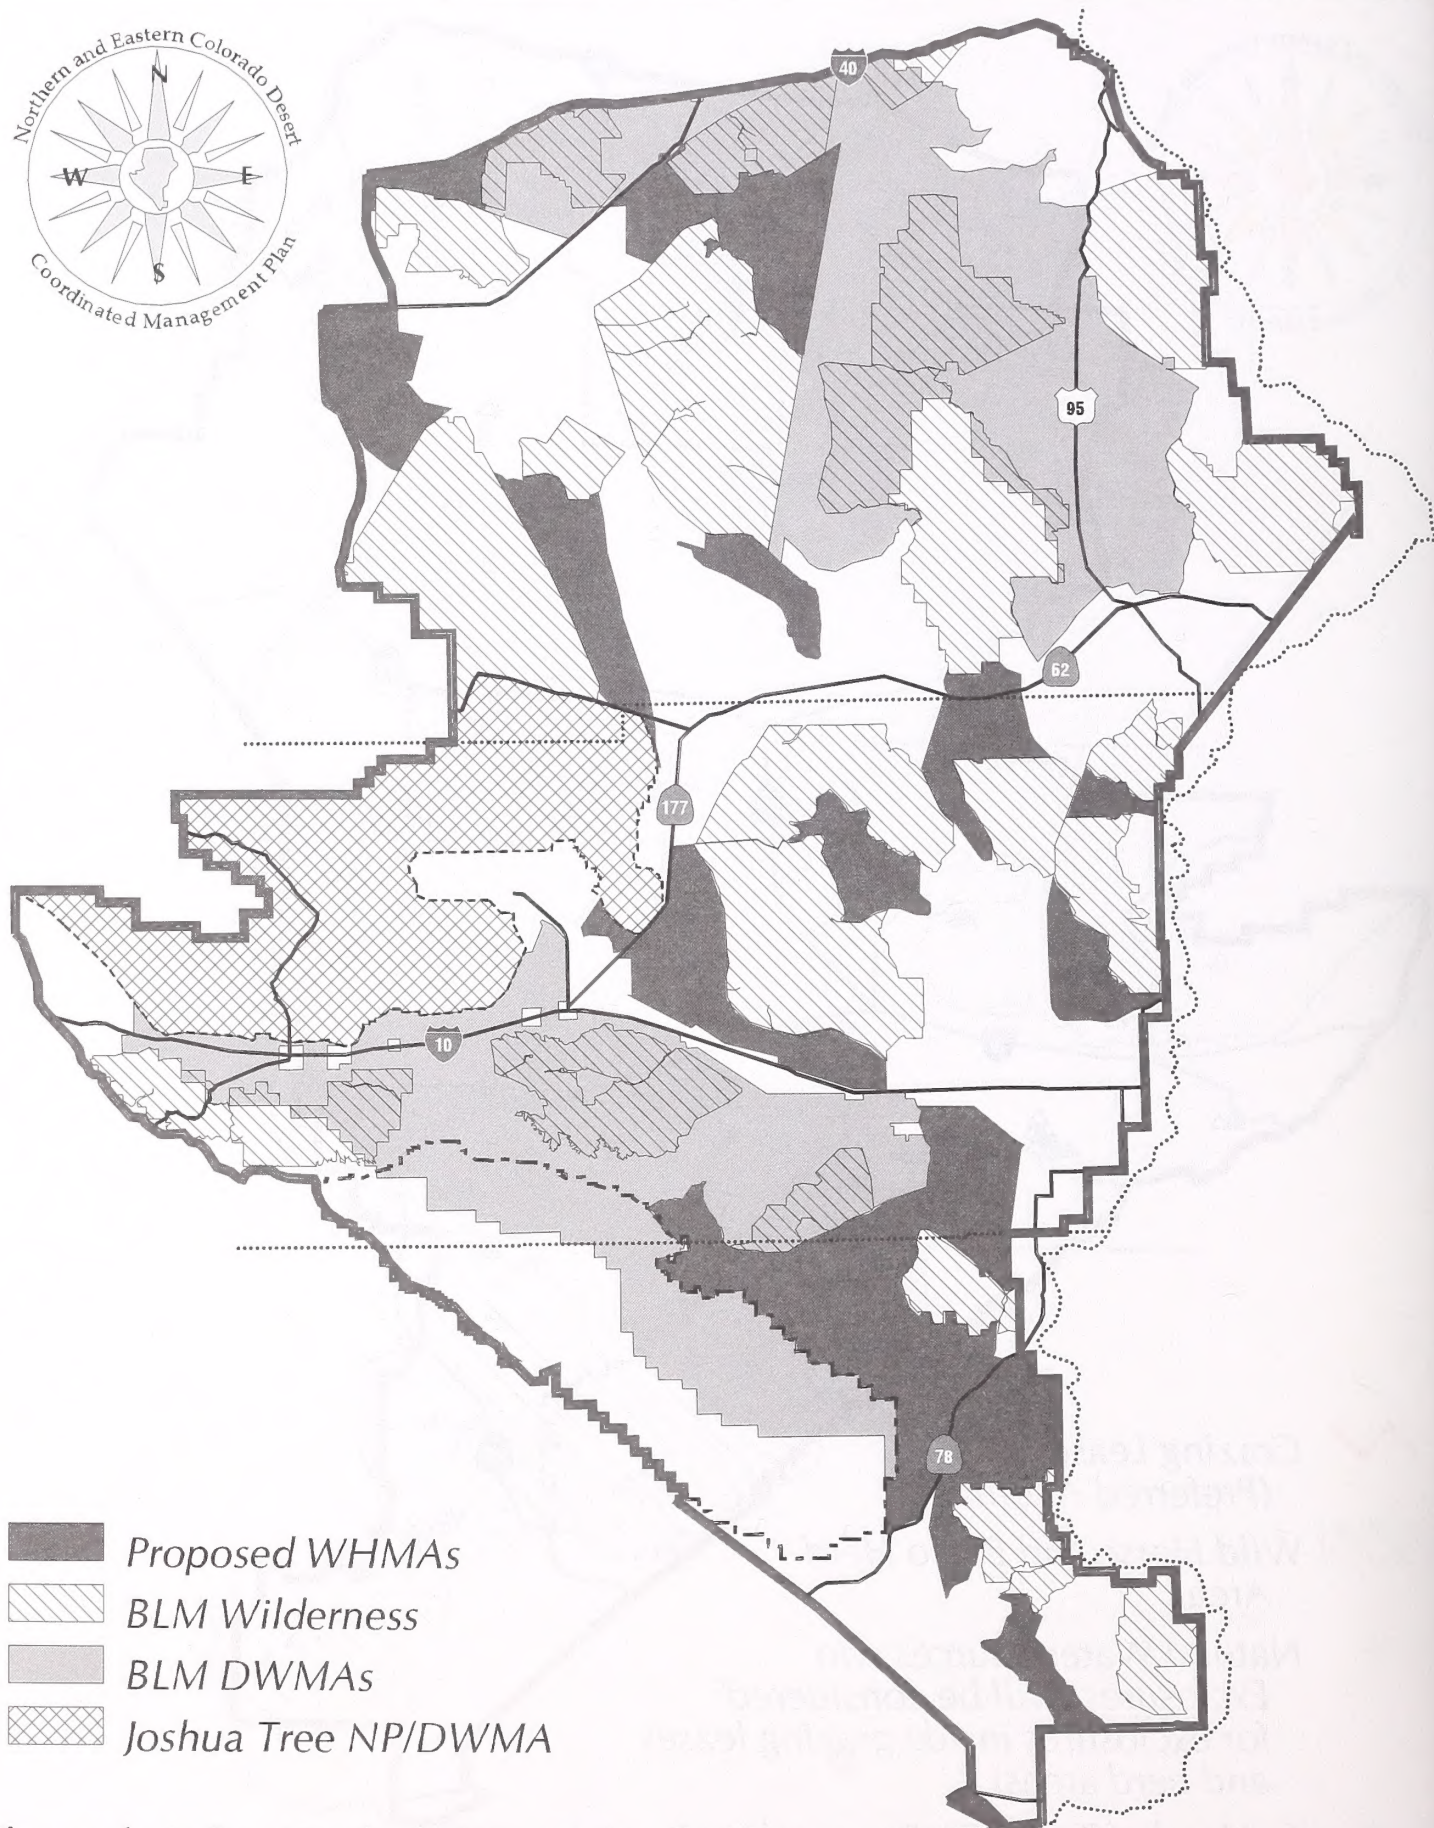 Northern and Eastern Colorado Desert
N
W
E
S
Coordinated Management Plan
40
95
62
177
10
78
Proposed WHMAs
BLM Wilderness
BLM DWMAs
Joshua Tree NP/DWMA